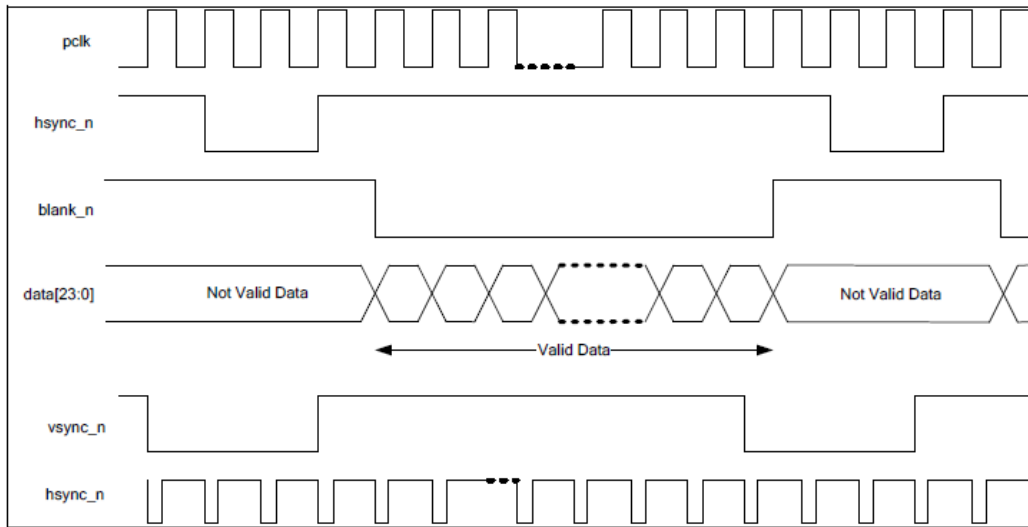 pclk
hsync_n
blank_n
data[23:0]
Not Valid Data
Not Valid Data
Valid Data
vsync_n
hsync_n